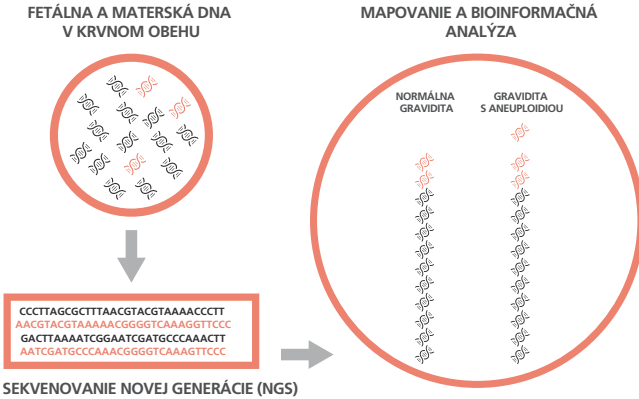 FETÁLNA A MATERSKÁ DNA
V KRVNOM OBEHU
MAPOVANIE A BIOINFORMAČNÁ
ANALÝZA
NORMÁLNA
GRAVIDITA
GRAVIDITA
S ANEUPLOIDIOU
CCCTTAGCGCTTTAACGTACGTAAAACCCTT
AACGTACGTAAAAACGGGGTCAAAGGTTCCC
GACTTAAAATCGGAATCGATGCCCAAACTT
AATCGATGCCCAAACGGGGTCAAAGTTCCC
SEKVENOVANIE NOVEJ GENERÁCIE (NGS)